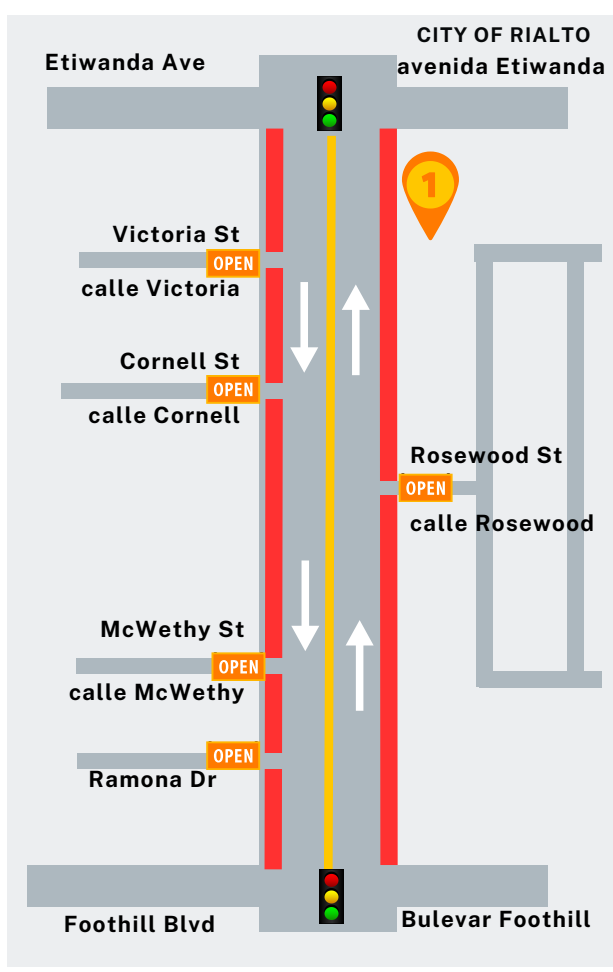 CITY OF RIALTO
Etiwanda Ave
avenida Etiwanda
1
Victoria St
OPEN
calle Victoria
Cornell St
OPEN
calle Cornell
Rosewood St
OPEN
calle Rosewood
McWethy St
OPEN
calle McWethy
OPEN
Ramona Dr
Foothill Blvd
Bulevar Foothill